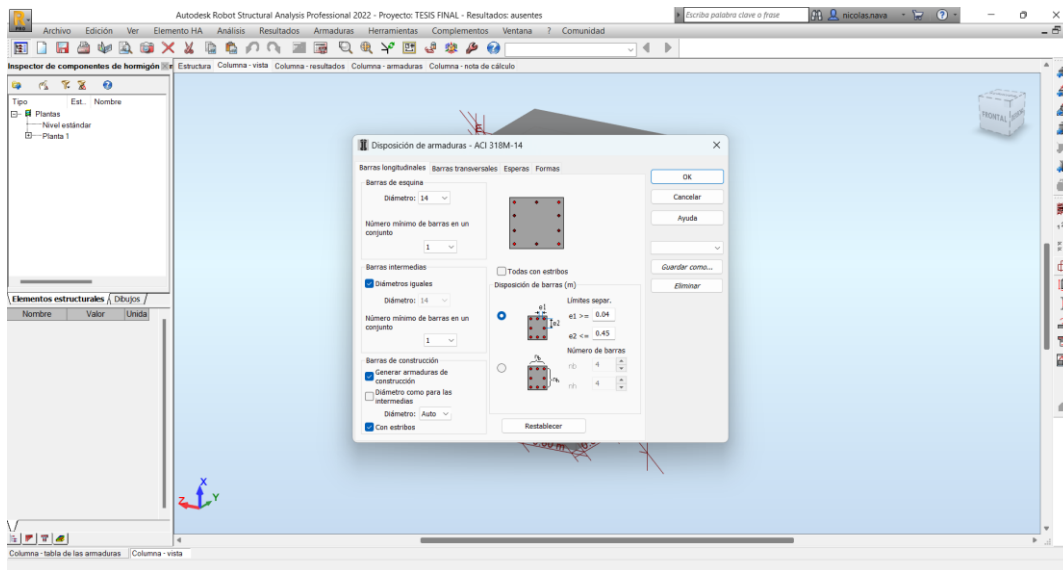 Autodesk Robot Structural Analysis Professional 2022 - Proyecto: TESIS FINAL - Resultados: ausentes
Escriba palabra clave o frase
nicolas.nava
PRO
Archivo Edición Ver Elemento HA Análisis Resultados Armaduras Herramientas Complementos Ventana ? Comunidad
Inspector de componentes de hormigón
Estructura Columna - vista Columna - resultados Columna - armaduras Columna - nota de cálculo
Tipo Est.. Nombre
Plantas
Nivel estándar
Planta 1
FRONTAL
Disposición de armaduras - ACI 318M-14
Barras longitudinales Barras transversales Esperas Formas
Barras de esquina
Diámetro: 14
Número mínimo de barras en un
conjunto
1
Barras intermedias
Diámetros iguales
Diámetro: 14
Número mínimo de barras en un
conjunto
1
Barras de construcción
Generar armaduras de
construcción
Diámetro como para las
intermedias
Diámetro: Auto
Con estribos
Todas con estribos
Disposición de barras (m)
Límites separ.
e1
e2
e1 >= 0.04
e2 <= 0.45
Número de barras
nb
nb 4
nh
nh 4
Restablecer
OK
Cancelar
Ayuda
Guardar como...
Eliminar
Elementos estructurales Dibujos
Nombre Valor Unida
X
Z
Y
Columna - tabla de las armaduras Columna - vista